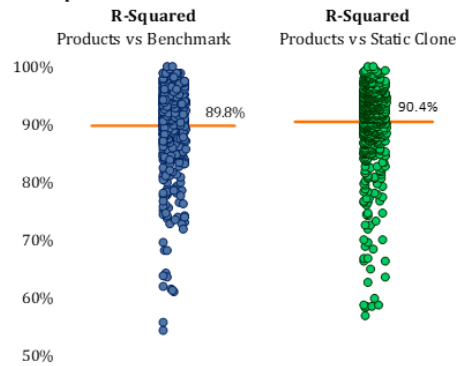 R-Squared
Products vs Benchmark
R-Squared
Products vs Static Clone
100%
90%
80%
70%
60%
50%
89.8%
90.4%